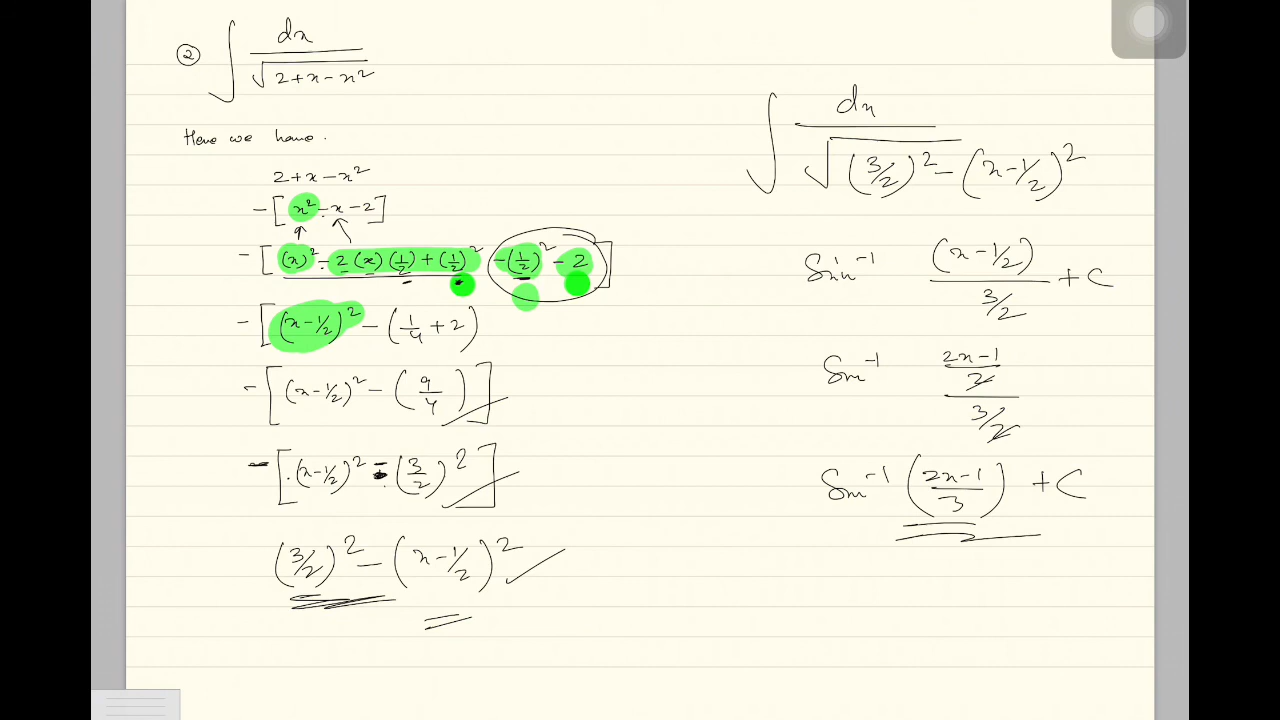 ② ∫ dx / √(2+x-x²)
Here we have.
2+x-x²
-[x²-x-2]
-[(x)²-2(x)(1/2)+(1/2)²-(1/2)²-2]
-[(x-1/2)²-(1/4+2)
-[(x-1/2)²-(9/4)]
-[(x-1/2)²-(3/2)2]
(3/2)²-(x-1/2)²
∫ dx / √((3/2)²-(x-1/2)²)
Sin⁻¹ (x-1/2) / 3/2 + C
Sin⁻¹ 2x-1/2 / 3/2
Sin⁻¹ (2x-1/3) + C